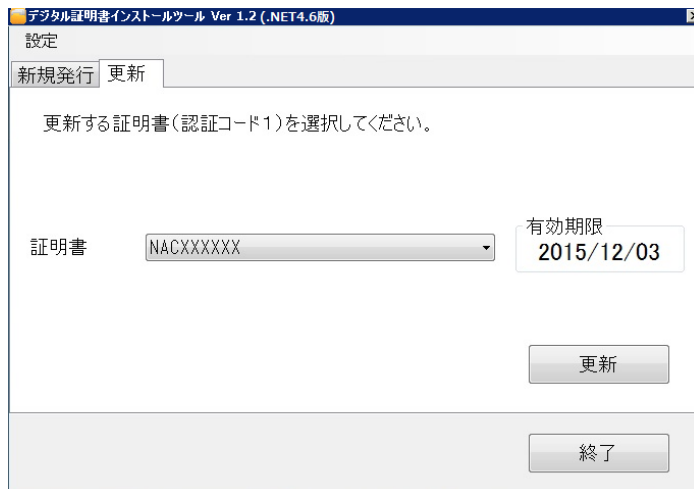 デジタル証明書インストールツール Ver 1.2 (.NET4.6版)
設定
新規発行 更新
更新する証明書(認証コード1)を選択してください。
有効期限
証明書 NACXXXXXX 2015/12/03
更新
終了